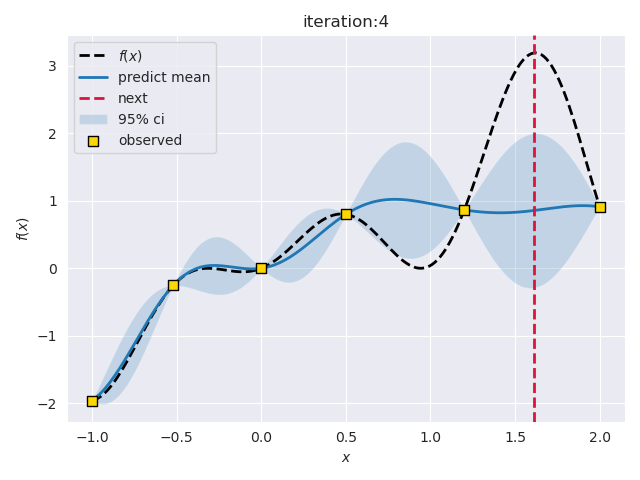 iteration:4
f(x)
predict mean
next
95% ci
observed
3
2
1
0
−1
−2
f(x)
−1.0 −0.5 0.0 0.5 1.0 1.5 2.0
x